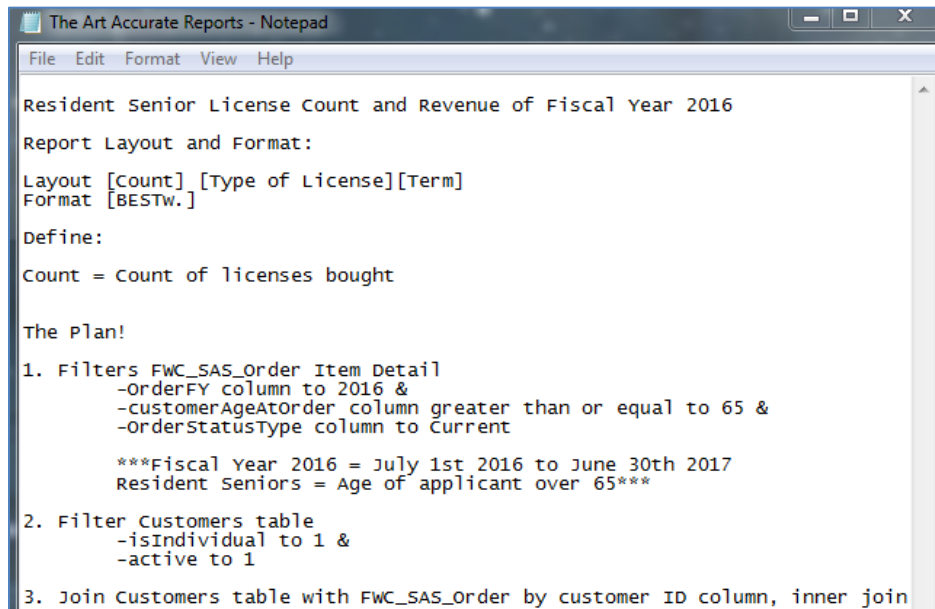 The Art Accurate Reports - Notepad
File Edit Format View Help
Resident Senior License Count and Revenue of Fiscal Year 2016
Report Layout and Format:
Layout [Count] [Type of License][Term]
Format [BESTw.]
Define:
Count = Count of licenses bought
The Plan!
1. Filters FWC_SAS_Order Item Detail
-OrderFY column to 2016 &
-customerAgeAtOrder column greater than or equal to 65 &
-OrderStatusType column to Current
***Fiscal Year 2016 = July 1st 2016 to June 30th 2017
Resident Seniors = Age of applicant over 65***
2. Filter Customers table
-isIndividual to 1 &
-active to 1
3. Join Customers table with FWC_SAS_Order by customer ID column, inner join